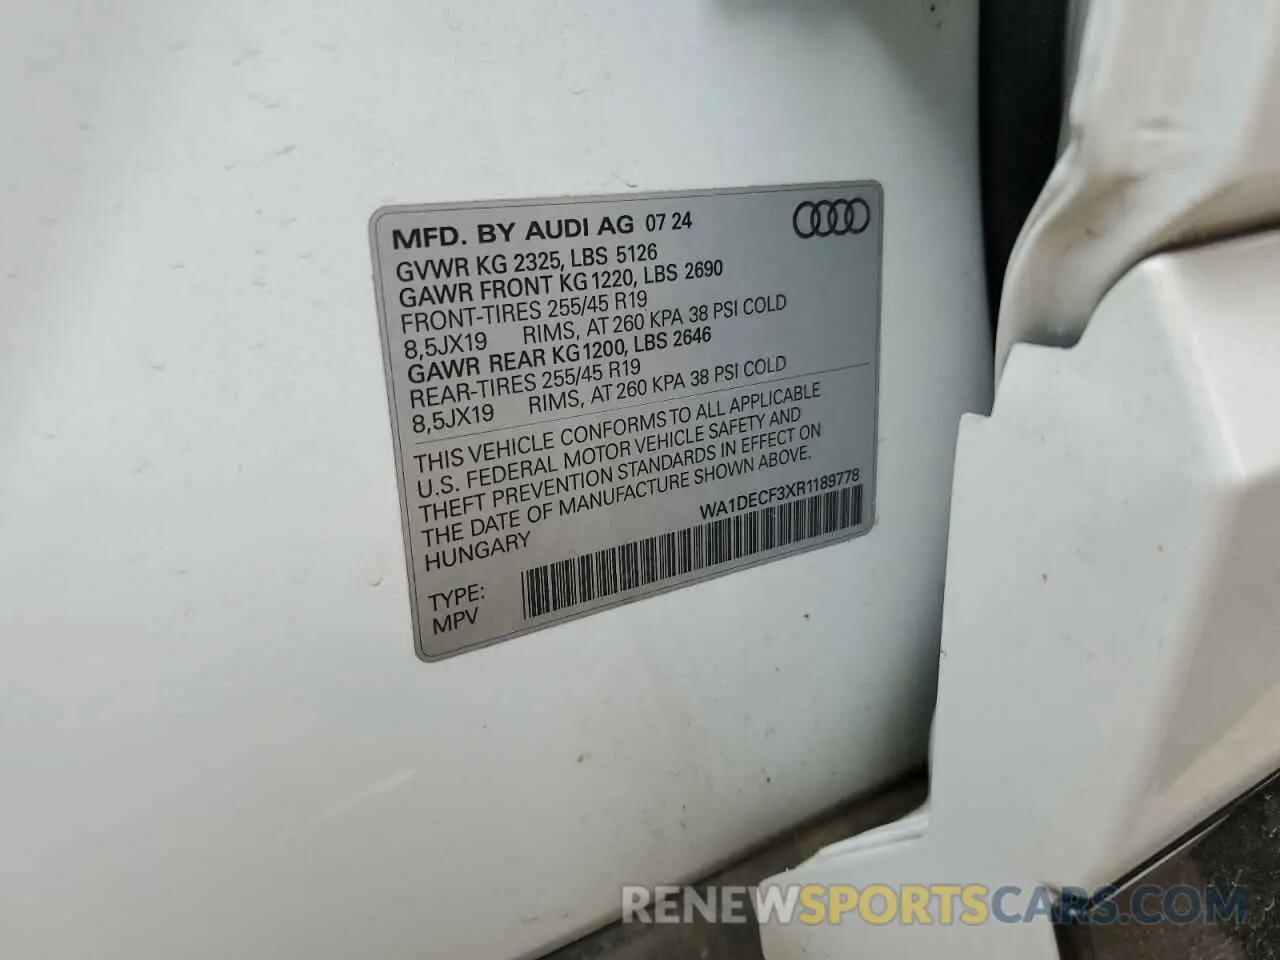 MFD. BY AUDI AG 07 24
GVWR KG 2325, LBS 5126
GAWR FRONT KG 1220, LBS 2690
FRONT-TIRES 255/45 R19
8,5JX19 RIMS, AT 260 KPA 38 PSI COLD
GAWR REAR KG 1200, LBS 2646
REAR-TIRES 255/45 R19
8,5JX19 RIMS, AT 260 KPA 38 PSI COLD
THIS VEHICLE CONFORMS TO ALL APPLICABLE
U.S. FEDERAL MOTOR VEHICLE SAFETY AND
THEFT PREVENTION STANDARDS IN EFFECT ON
THE DATE OF MANUFACTURE SHOWN ABOVE.
HUNGARY
WA1DECF3XR1189778
TYPE:
MPV
RENEWSPORTSCARS.COM